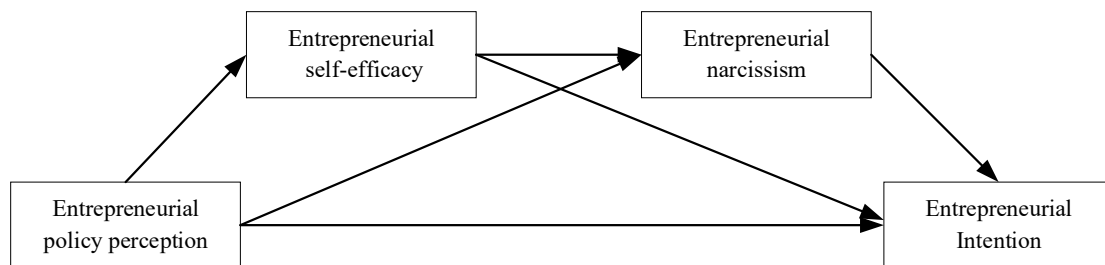 Entrepreneurial
self-efficacy
Entrepreneurial
narcissism
Entrepreneurial
policy perception
Entrepreneurial
Intention